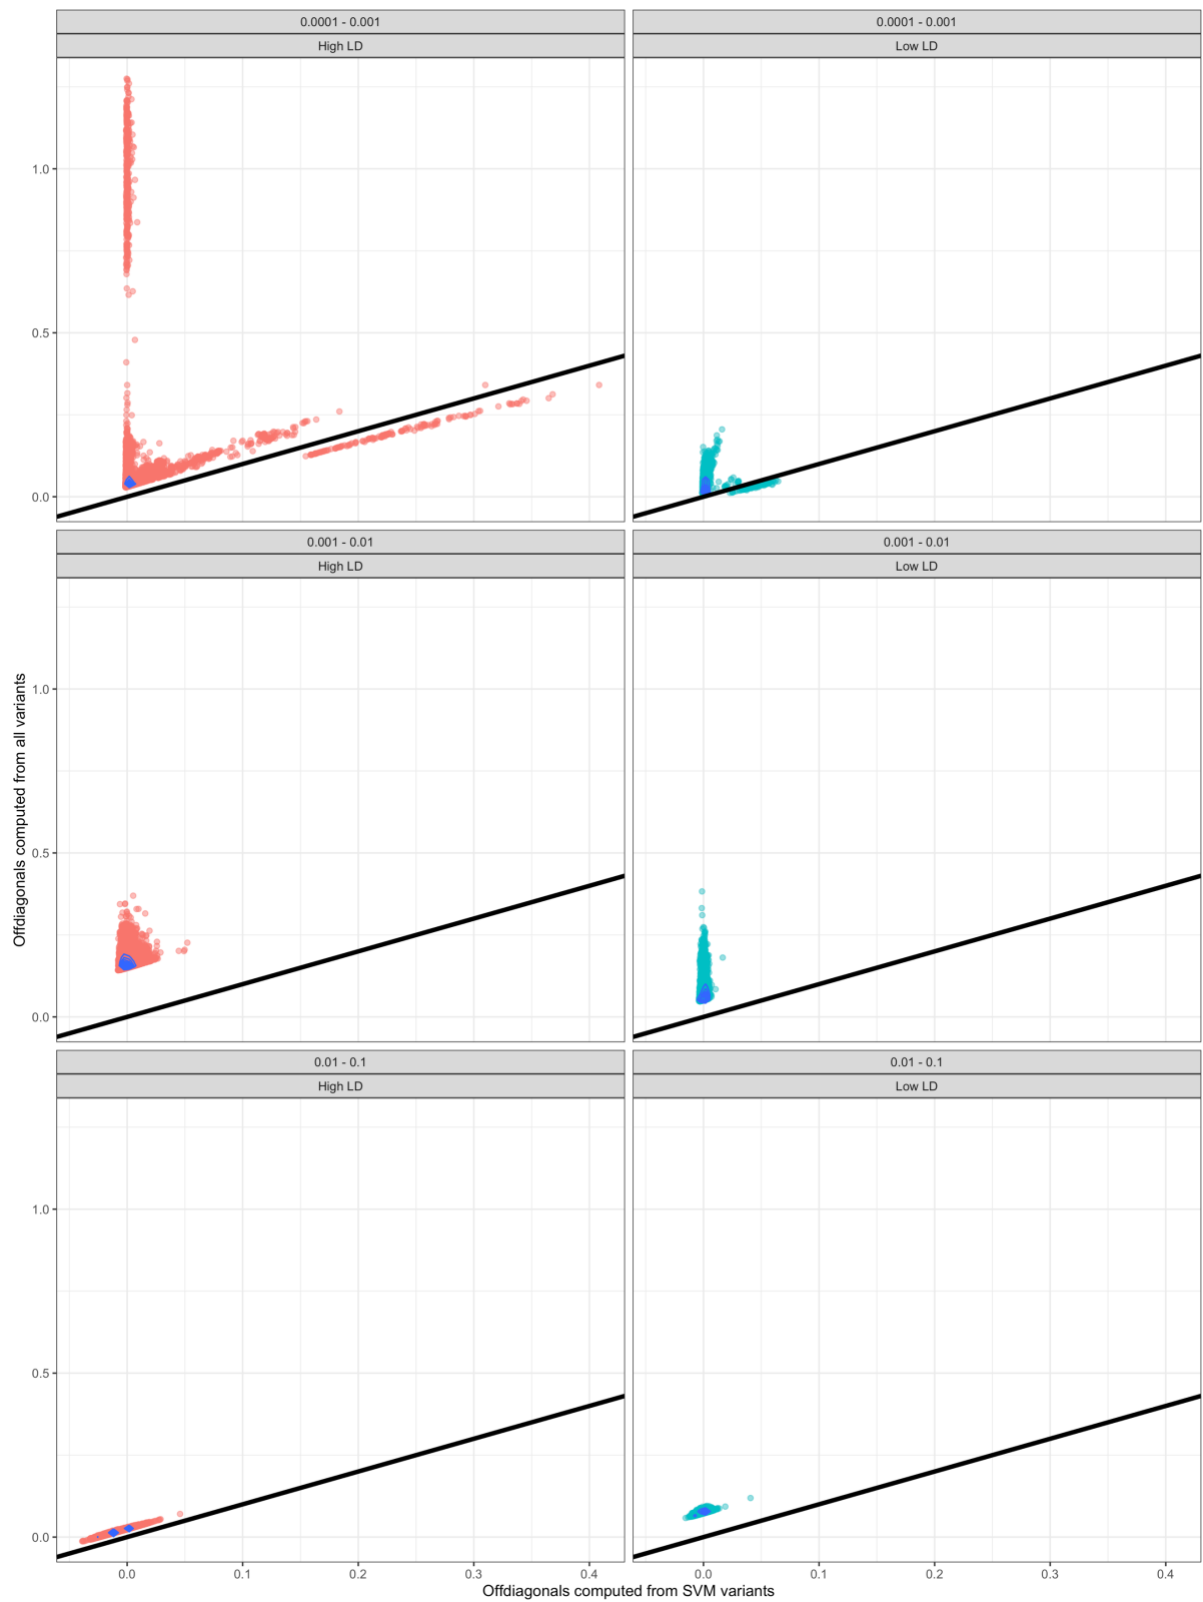 0.0001 - 0.001
0.0001 - 0.001
High LD
Low LD
1.0
0.5
0.0
0.001 - 0.01
0.001 - 0.01
High LD
Low LD
Offdiagonals computed from all variants
1.0
0.5
0.0
0.01 - 0.1
0.01 - 0.1
High LD
Low LD
1.0
0.5
0.0
0.0 0.1 0.2 0.3 0.4 0.0 0.1 0.2 0.3 0.4
Offdiagonals computed from SVM variants